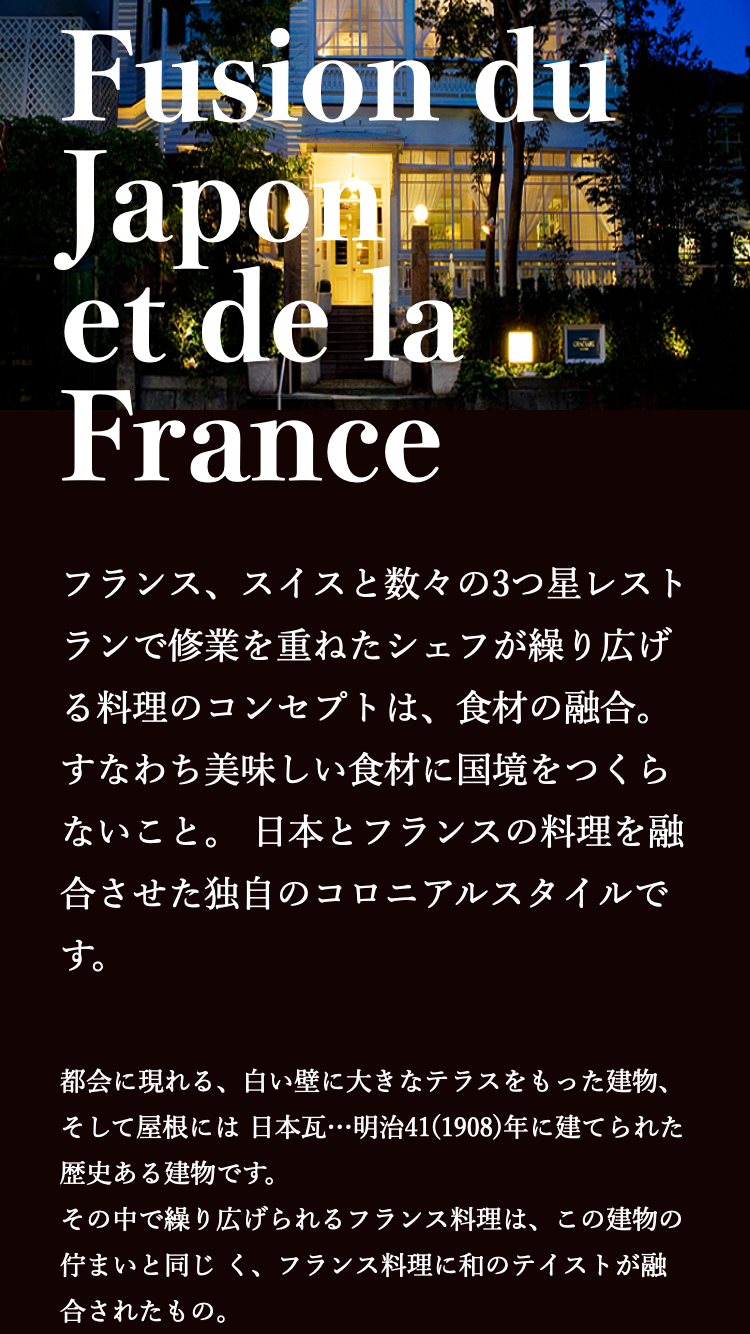 Fusion du
Japon
et de la
France
フランス、スイスと数々の3つ星レスト
ランで修業を重ねたシェフが繰り広げ
る料理のコンセプトは、食材の融合。
すなわち美味しい食材に国境をつくら
ないこと。 日本とフランスの料理を融
合させた独自のコロニアルスタイルで
す。
都会に現れる、白い壁に大きなテラスをもった建物、
そして屋根には 日本瓦…明治41(1908)年に建てられた
歴史ある建物です。
その中で繰り広げられるフランス料理は、この建物の
佇まいと同じ く、フランス料理に和のテイストが融
合されたもの。